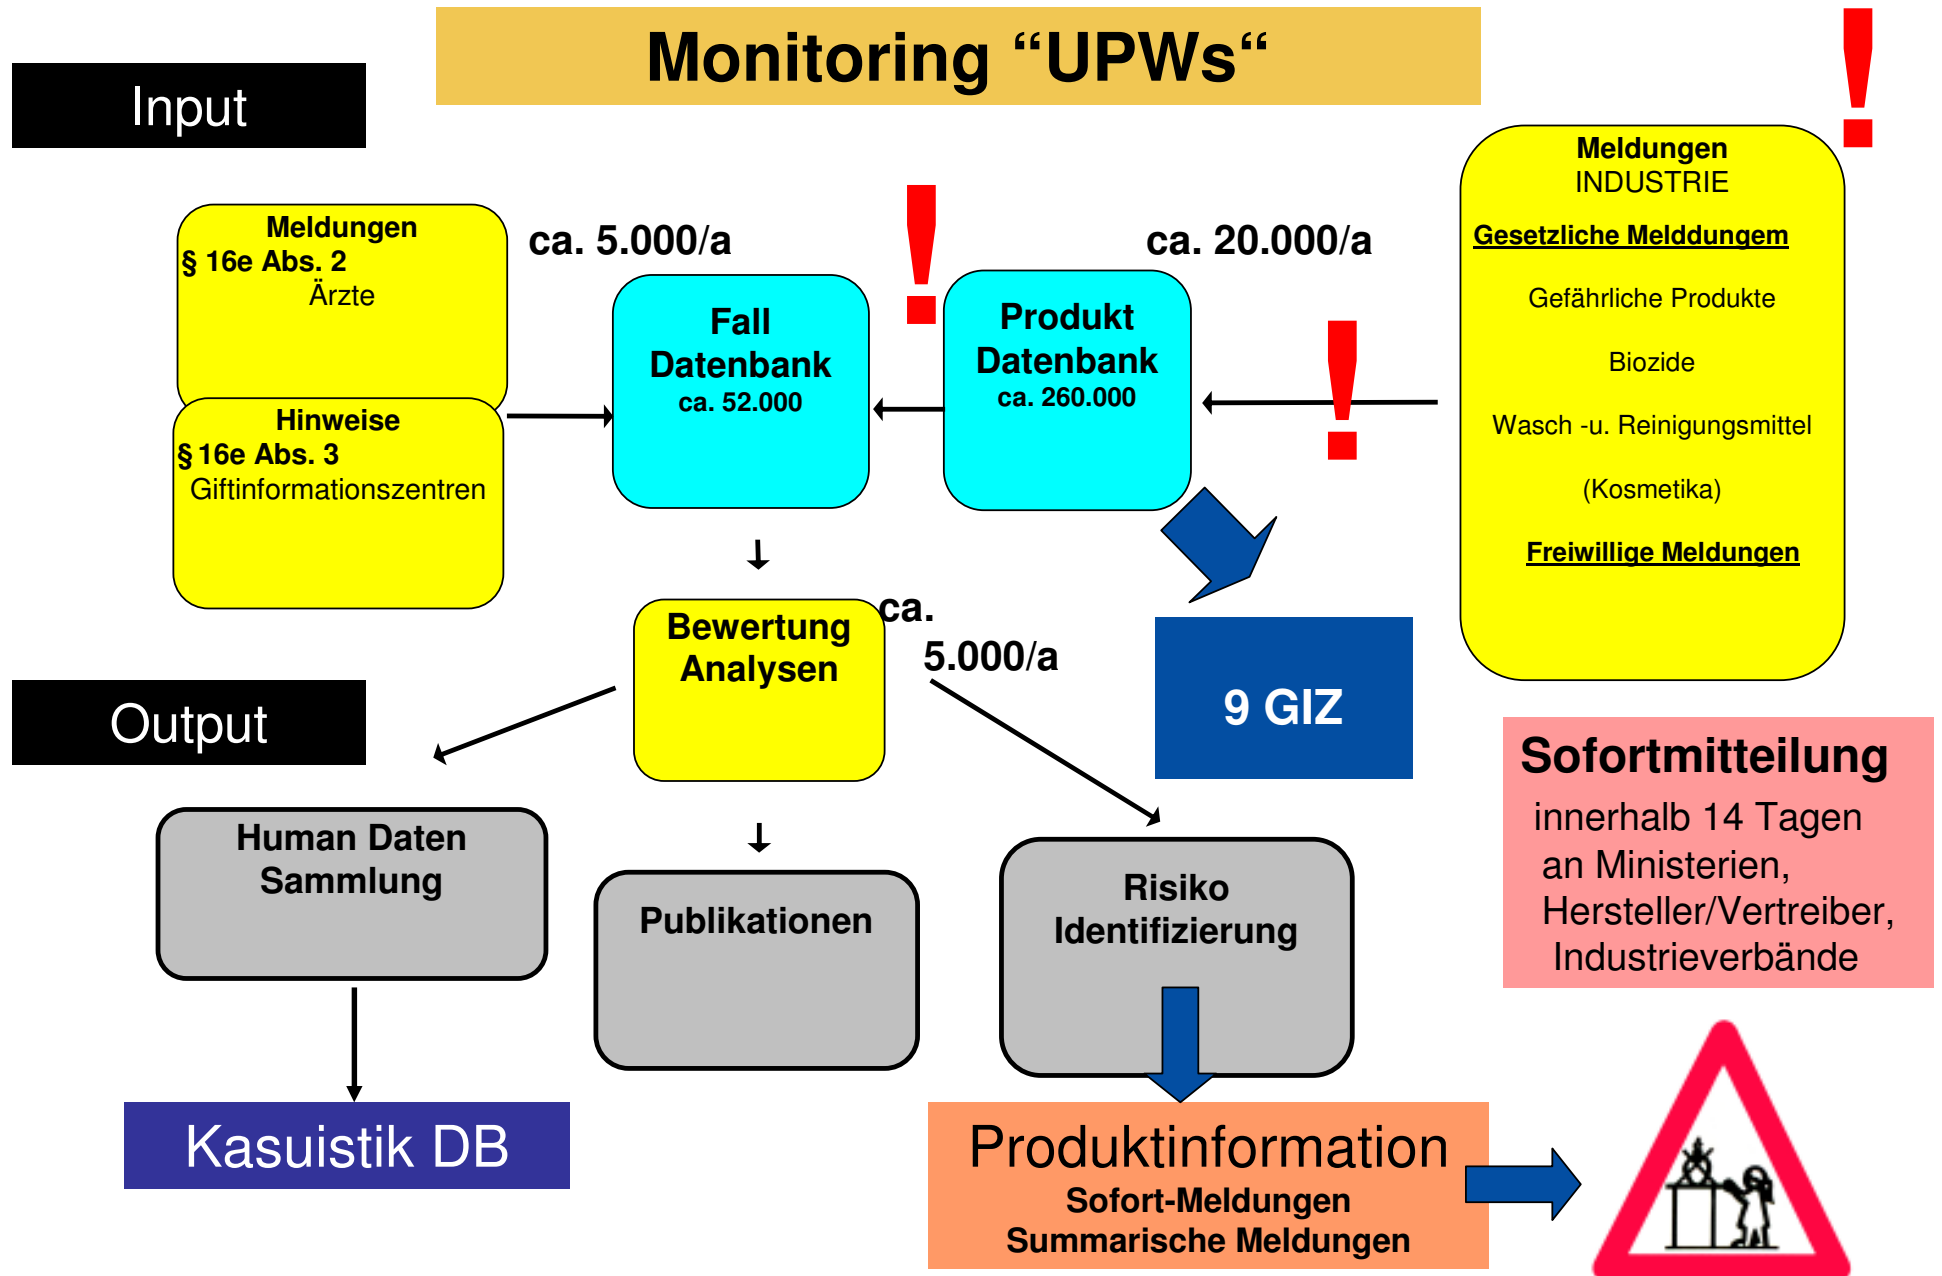 Monitoring “UPWs“
Input
Meldungen
§ 16e Abs. 2
Ärzte
Hinweise
§ 16e Abs. 3
Giftinformationszentren
ca. 5.000/a
Fall
Datenbank
ca. 52.000
Produkt
Datenbank
ca. 260.000
ca. 20.000/a
Meldungen
INDUSTRIE
Gesetzliche Melddungem
Gefährliche Produkte
Biozide
Wasch -u. Reinigungsmittel
(Kosmetika)
Freiwillige Meldungen
Bewertung
Analysen
ca.
5.000/a
9 GIZ
Output
Human Daten
Sammlung
Publikationen
Risiko
Identifizierung
Sofortmitteilung
innerhalb 14 Tagen
an Ministerien,
Hersteller/Vertreiber,
Industrieverbände
Kasuistik DB
Produktinformation
Sofort-Meldungen
Summarische Meldungen